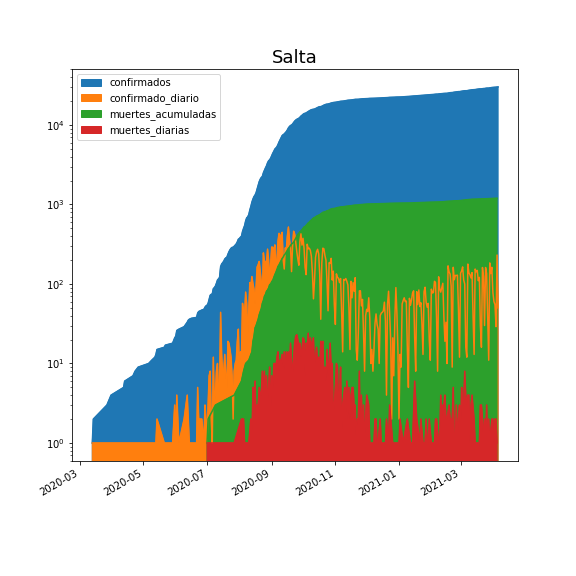 Salta
confirmados
confirmado_diario
muertes_acumuladas
muertes_diarias
10⁴
10³
10²
10¹
10⁰
2020-03
2020-05
2020-07
2020-09
2020-11
2021-01
2021-03